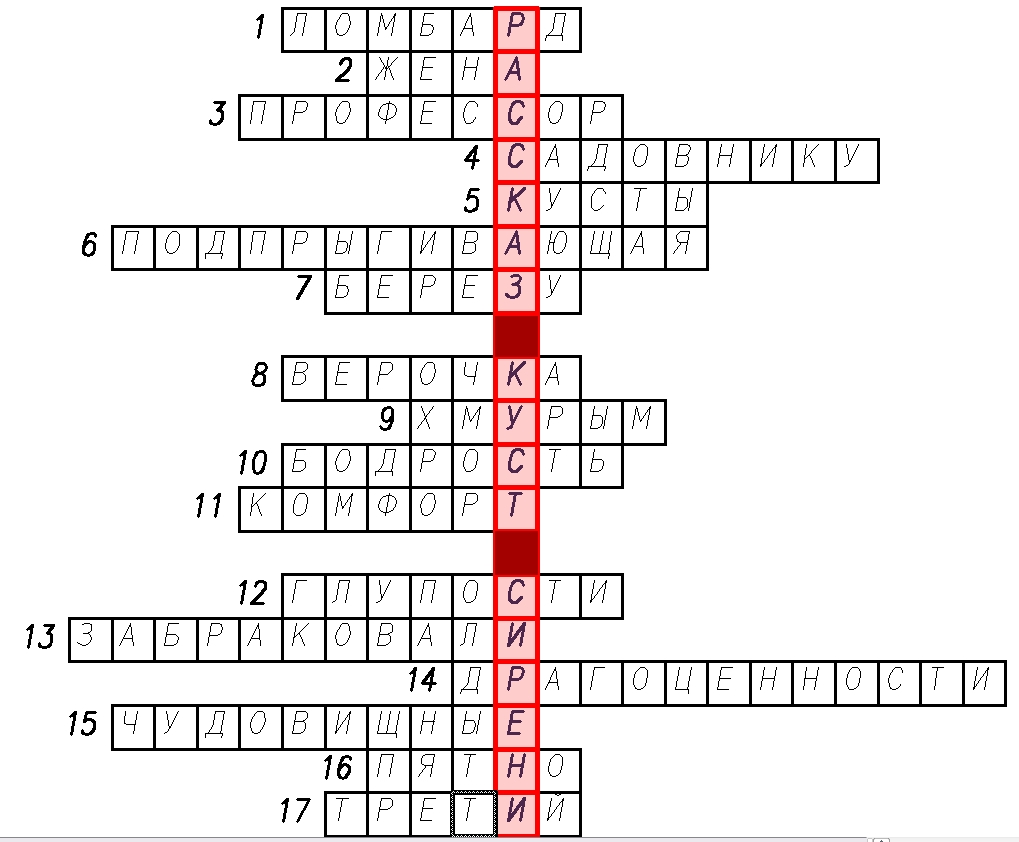 1 ЛОМБАРД
2 ЖЕНА
3 ПРОФЕССОР
4 САДОВНИКУ
5 КУСТЫ
6 ПОДПРЫГИВАЮЩАЯ
7 БЕРЕЗУ
8 ВЕРОЧКА
9 ХМУРЫМ
10 БОДРОСТЬ
11 КОМФОРТ
12 ГЛУПОСТИ
13 ЗАБРАКОВАЛИ
14 ДРАГОЦЕННОСТИ
15 ЧУДОВИЩНЫЕ
16 ПЯТНО
17 ТРЕТИЙ